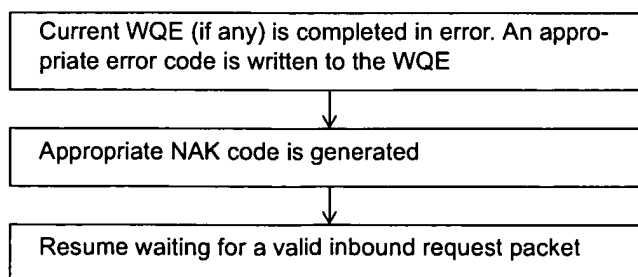 Current WQE (if any) is completed in error. An appro-
priate error code is written to the WQE
Appropriate NAK code is generated
Resume waiting for a valid inbound request packet